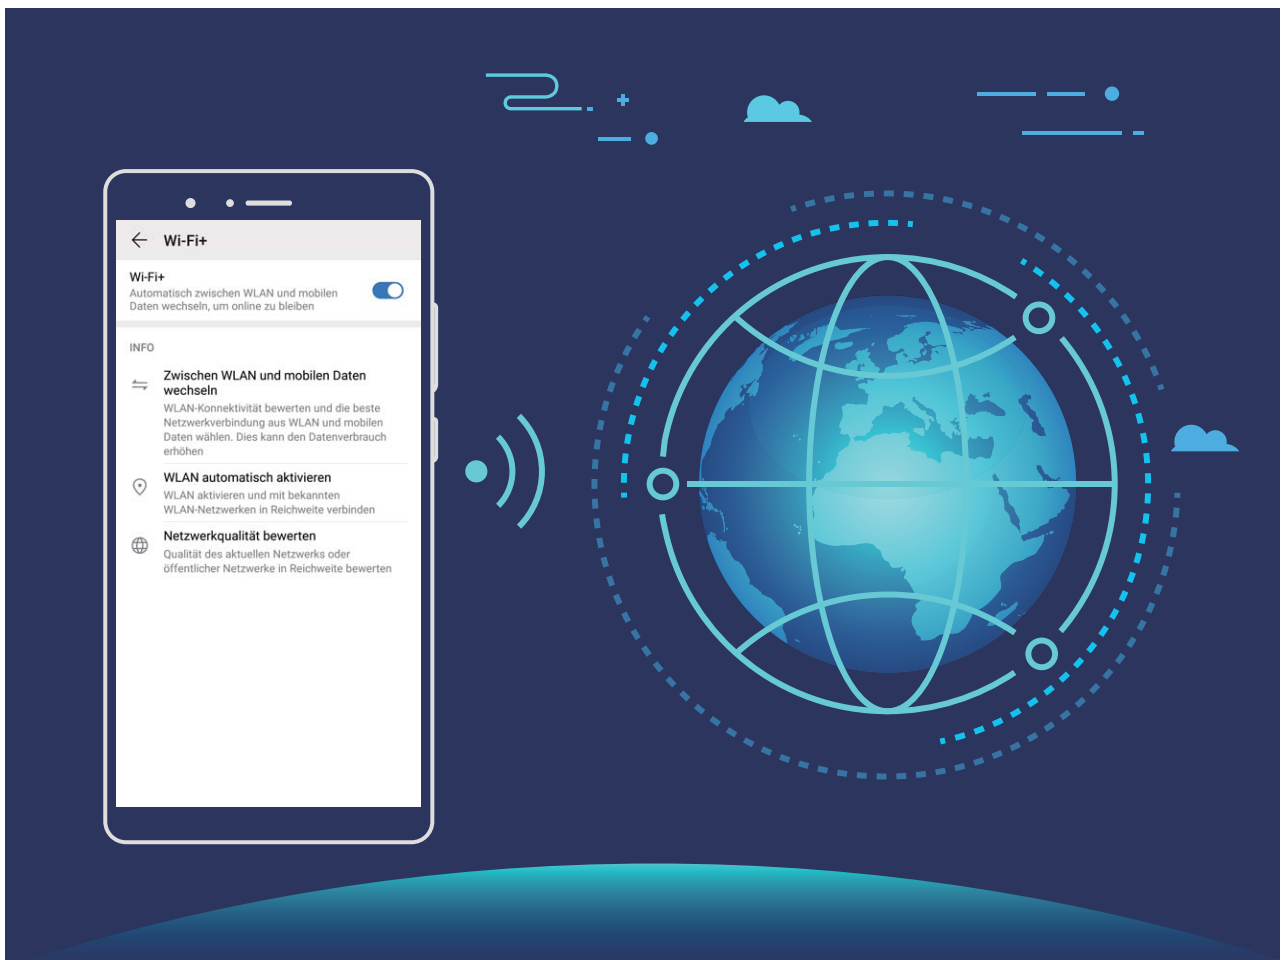 Wi-Fi+
Wi-Fi+
Automatisch zwischen WLAN und mobilen
Daten wechseln, um online zu bleiben
INFO
Zwischen WLAN und mobilen Daten
wechseln
WLAN-Konnektivität bewerten und die beste
Netzwerkverbindung aus WLAN und mobilen
Daten wählen. Dies kann den Datenverbrauch
erhöhen
WLAN automatisch aktivieren
WLAN aktivieren und mit bekannten
WLAN-Netzwerken in Reichweite verbinden
Netzwerkqualität bewerten
Qualität des aktuellen Netzwerks oder
öffentlicher Netzwerke in Reichweite bewerten